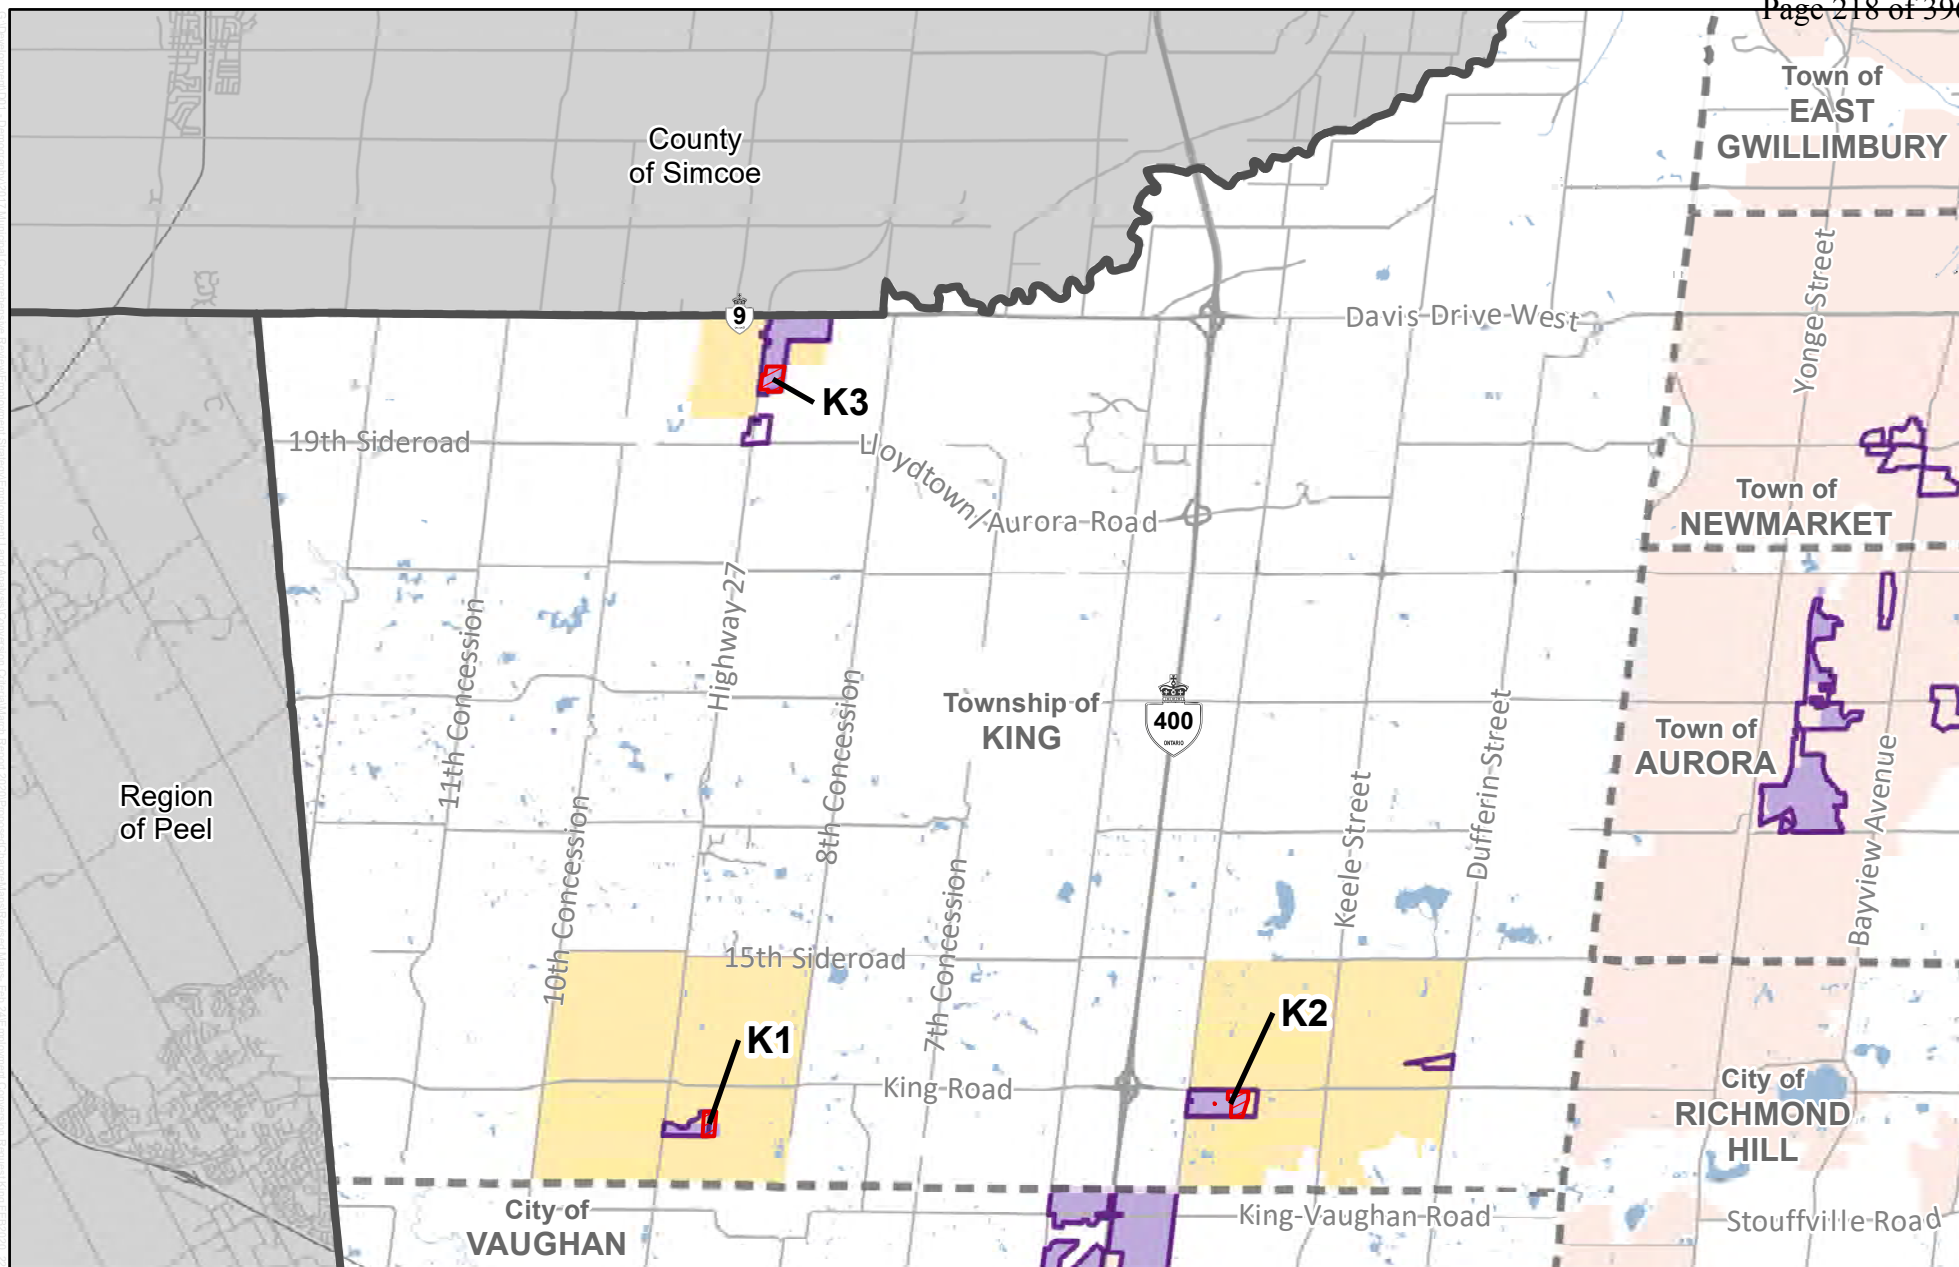 Page 218 of 396
Town of
EAST
GWILLIMBURY
County
of Simcoe
Yonge Street
9
Davis Drive West
K3
19th Sideroad
Lloydtown/Aurora Road
Town of
NEWMARKET
Highway 27
11th Concession
8th Concession
Township of
KING
400
ONTARIO
Dufferin Street
Town of
AURORA
Bayview Avenue
Region
of Peel
Keele Street
10th Concession
7th Concession
15th Sideroad
K1
K2
King Road
City of
RICHMOND
HILL
City of
VAUGHAN
King-Vaughan Road
Stouffville Road